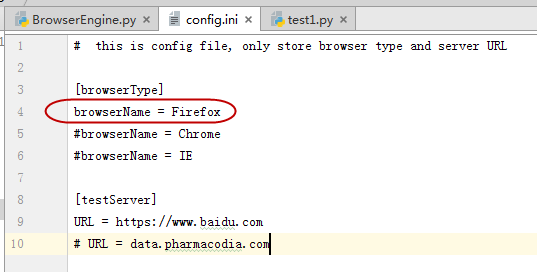 BrowserEngine.py config.ini test1.py
1 # this is config file, only store browser type and server URL
2
3 [browserType]
4 browserName = Firefox
5 #browserName = Chrome
6 #browserName = IE
7
8 [testServer]
9 URL = https://www.baidu.com
10 # URL = data.pharmacodia.com